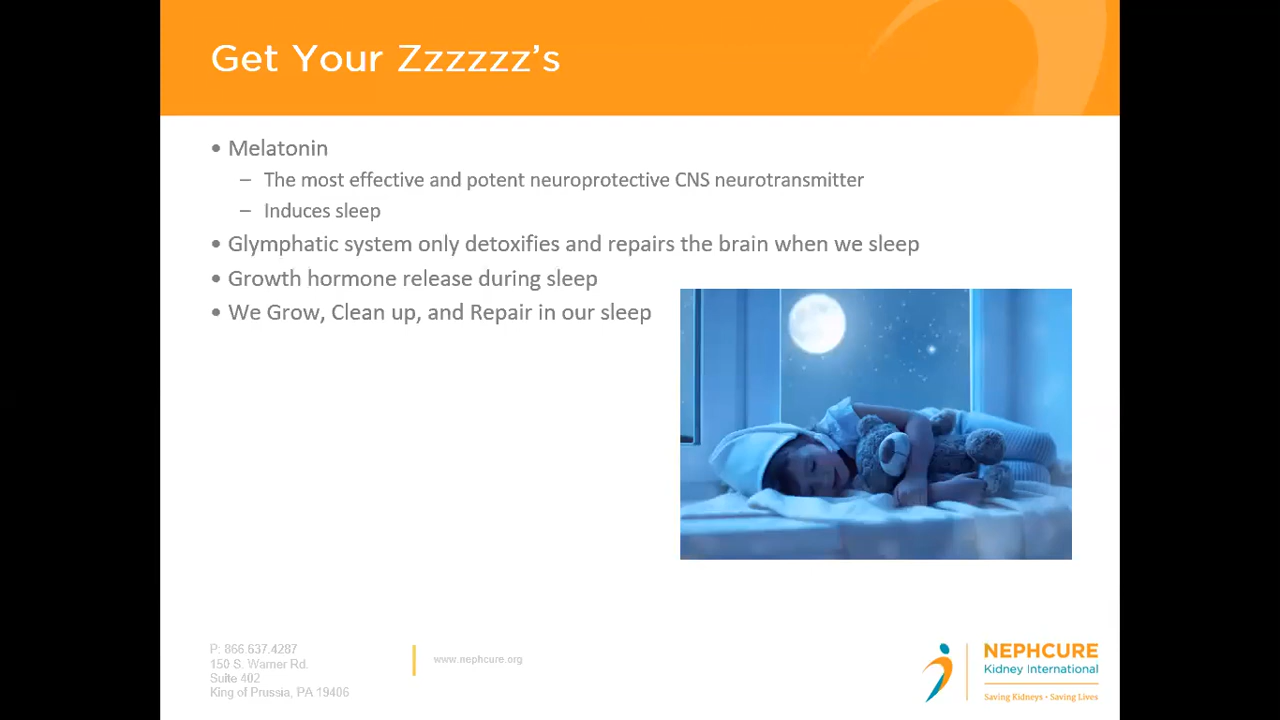 Get Your Zzzzzz’s
• Melatonin
– The most effective and potent neuroprotective CNS neurotransmitter
– Induces sleep
• Glymphatic system only detoxifies and repairs the brain when we sleep
• Growth hormone release during sleep
• We Grow, Clean up, and Repair in our sleep
P: 866.637.4287
150 S. Warner Rd.
Suite 402
King of Prussia, PA 19406
www.nephcure.org
NEPHCURE
Kidney International
Saving Kidneys · Saving Lives